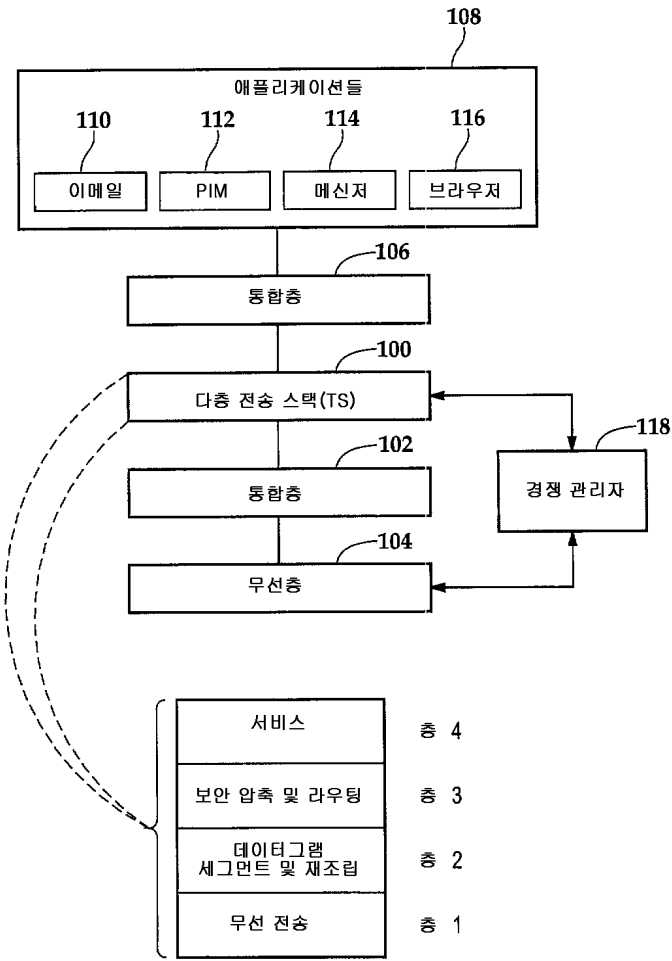 108
애플리케이션들
110
112
114
116
이메일
PIM
메신저
브라우저
106
통합층
100
다층 전송 스택(TS)
118
102
통합층
경쟁 관리자
104
무선층
서비스
층 4
보안 압축 및 라우팅
층 3
데이터그램
세그먼트 및 재조립
층 2
무선 전송
층 1